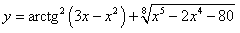 y = arctg²(3x − x²) + ⁸√(x⁵ − 2x⁴ − 80)